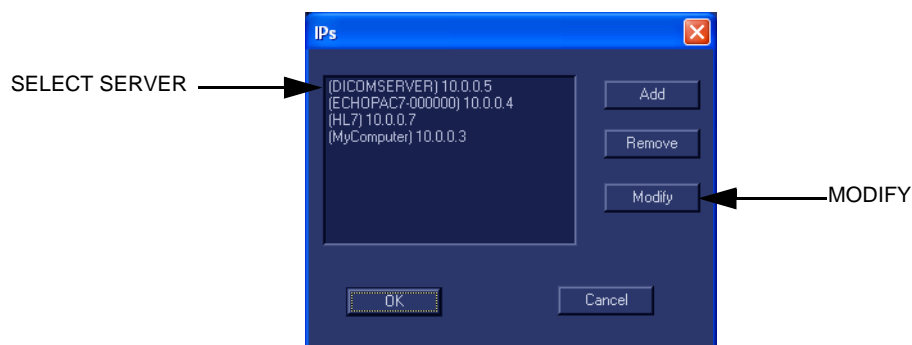 IPs
SELECT SERVER
(DICOMSERVER) 10.0.0.5
(ECHOPAC7-000000) 10.0.0.4
(HL7) 10.0.0.7
(MyComputer) 10.0.0.3
Add
Remove
Modify
MODIFY
OK
Cancel